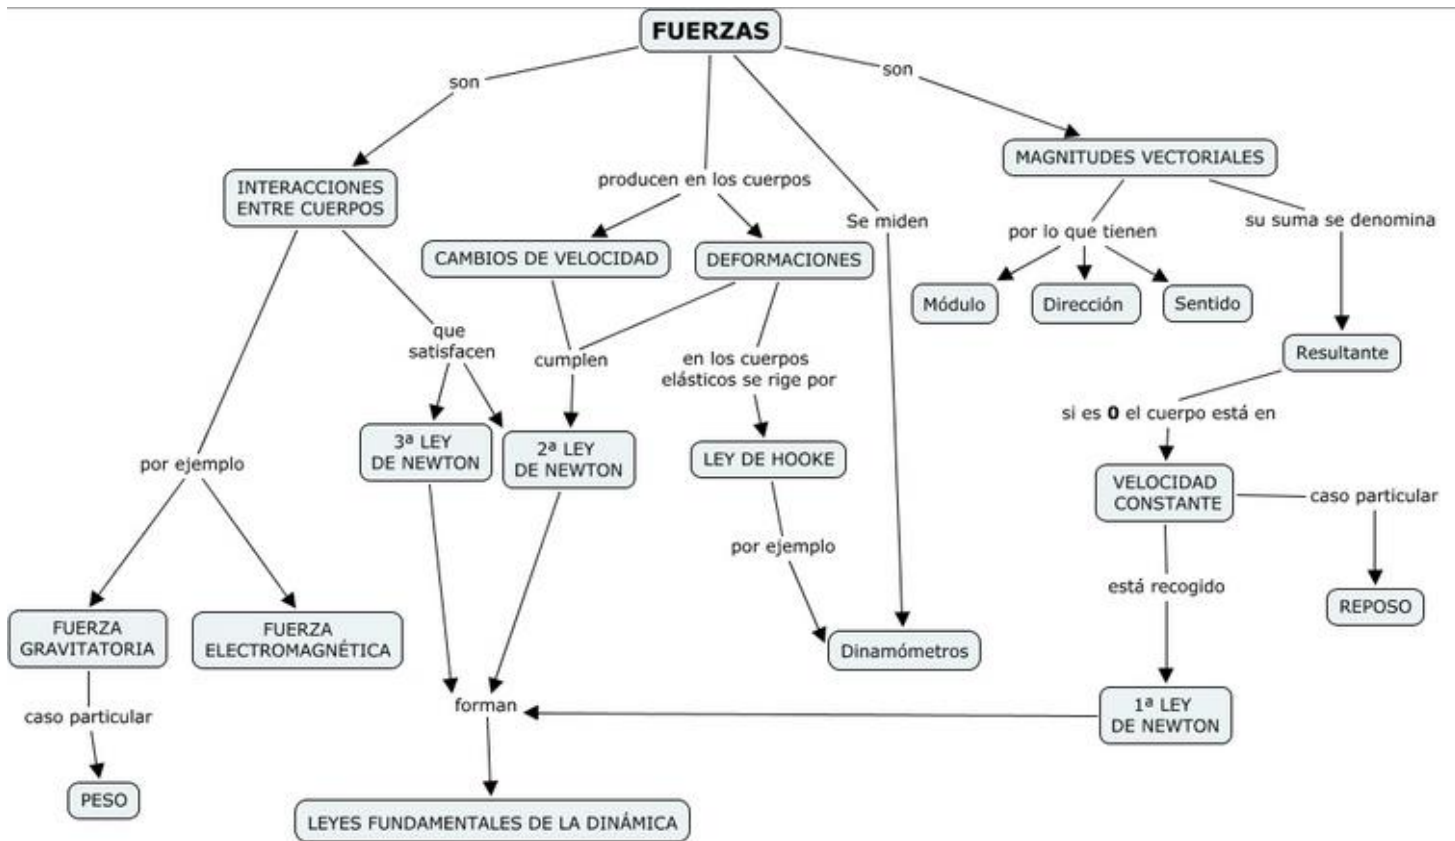 FUERZAS
son
son
INTERACCIONES
ENTRE CUERPOS
producen en los cuerpos
Se miden
MAGNITUDES VECTORIALES
por lo que tienen
su suma se denomina
CAMBIOS DE VELOCIDAD
DEFORMACIONES
Módulo
Dirección
Sentido
que
satisfacen
cumplen
en los cuerpos
elásticos se rige por
Resultante
si es 0 el cuerpo está en
3ª LEY
DE NEWTON
2ª LEY
DE NEWTON
LEY DE HOOKE
por ejemplo
VELOCIDAD
CONSTANTE
caso particular
por ejemplo
está recogido
REPOSO
FUERZA
GRAVITATORIA
FUERZA
ELECTROMAGNÉTICA
Dinamómetros
caso particular
forman
1ª LEY
DE NEWTON
PESO
LEYES FUNDAMENTALES DE LA DINÁMICA